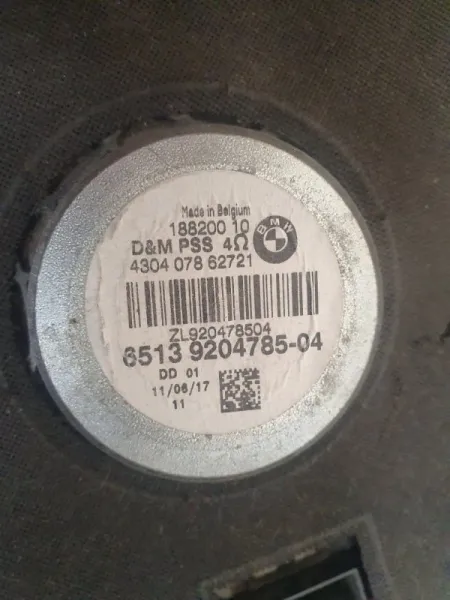 Made in Belgium
188200 10
D&M PSS 4Ω
BMW
4304 078 62721
ZL920478504
6513 9204785-04
DD 01
11/06/17
11